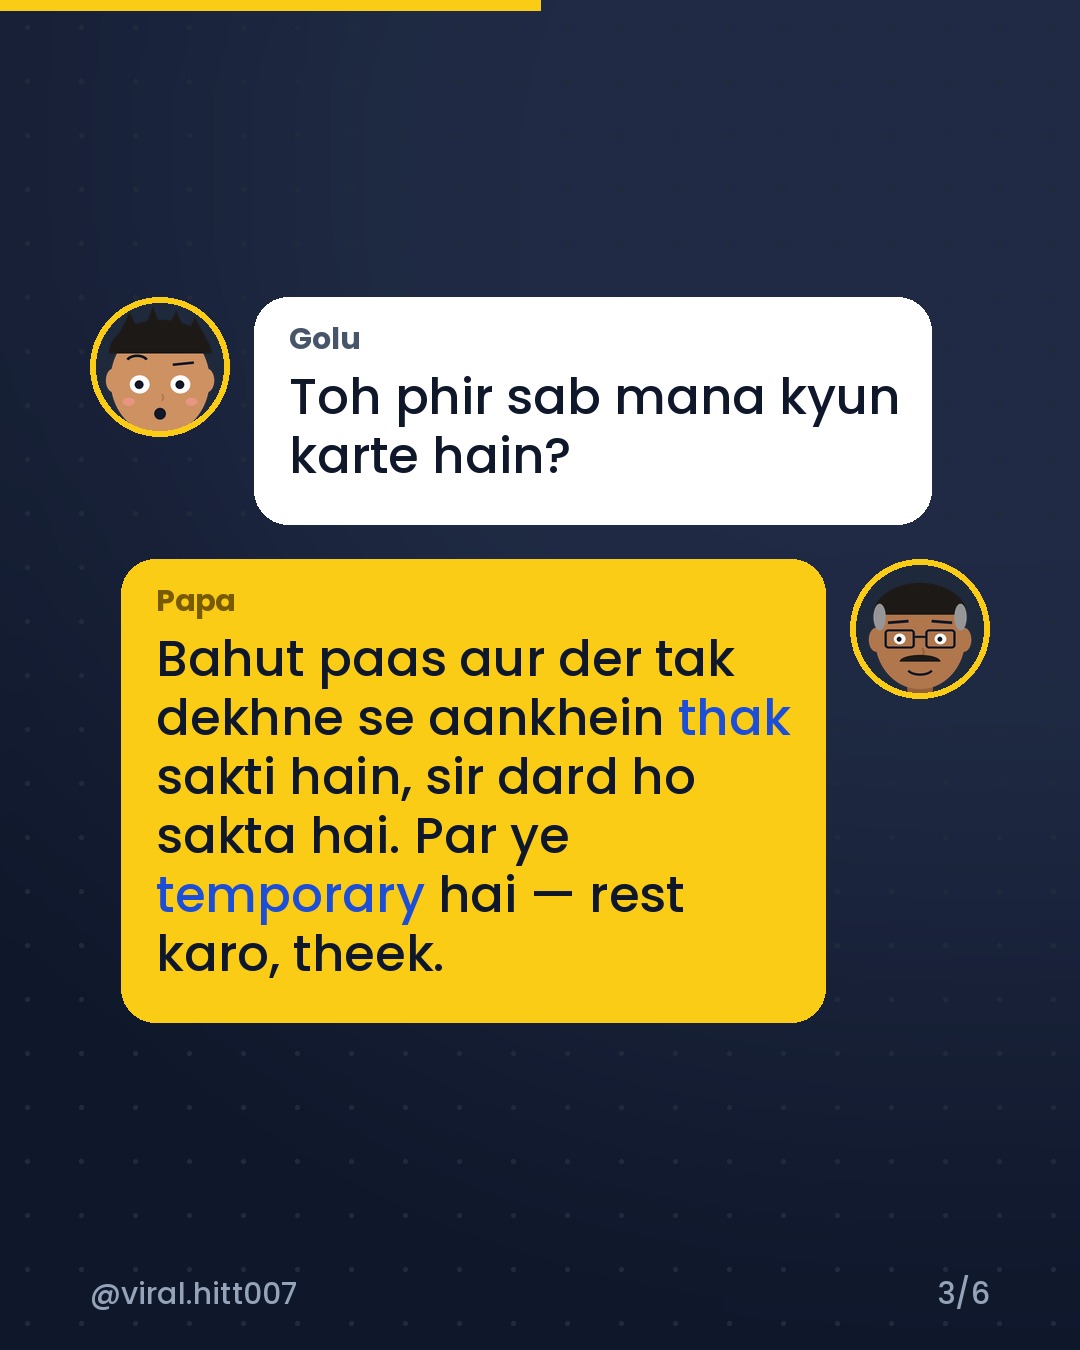 Golu
Toh phir sab mana kyun
karte hain?
Papa
Bahut paas aur der tak
dekhne se aankhein thak
sakti hain, sir dard ho
sakta hai. Par ye
temporary hai — rest
karo, theek.
@viral.hitt007
3/6